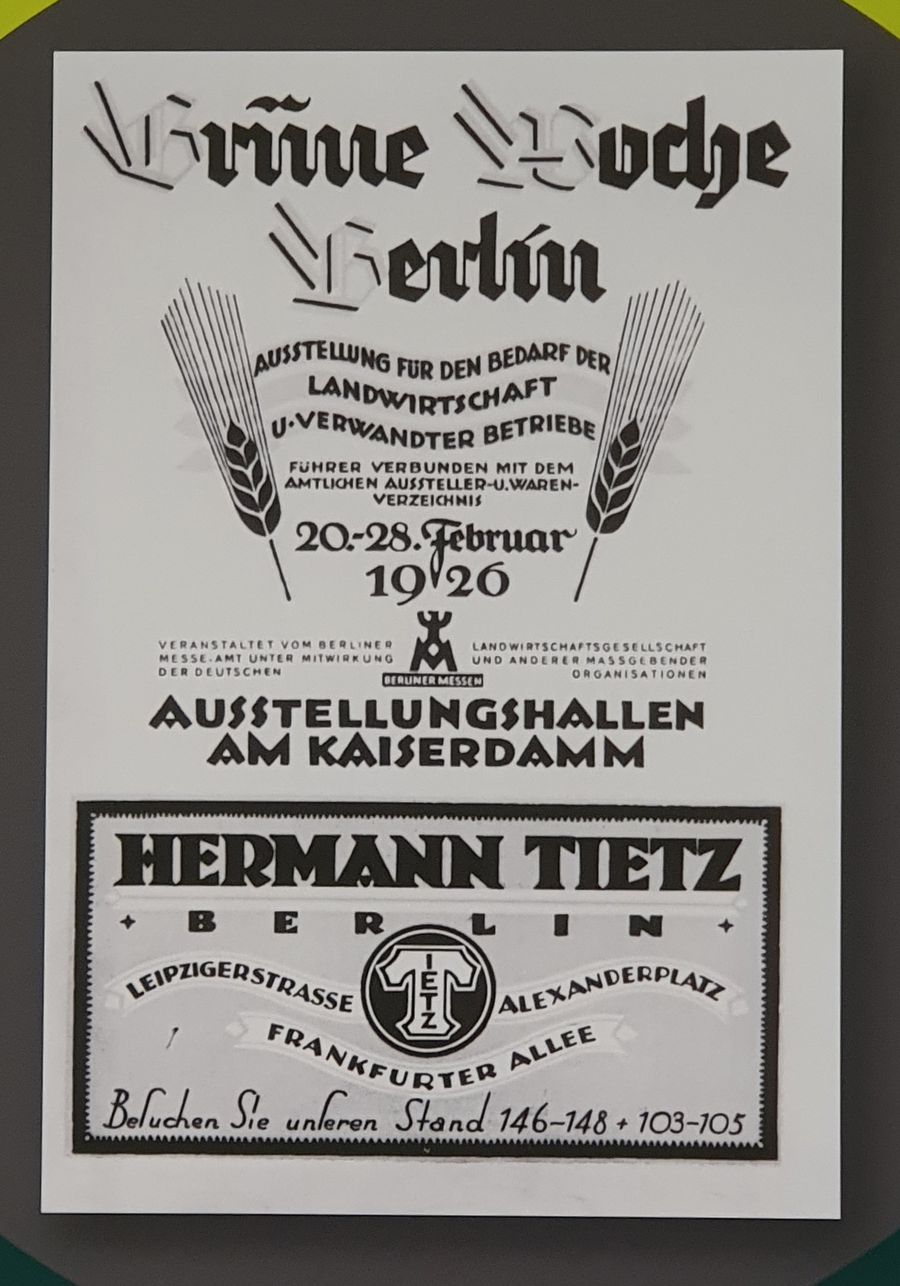 Grüne Woche
Berlin
AUSSTELLUNG FÜR DEN BEDARF DER
LANDWIRTSCHAFT
U·VERWANDTER BETRIEBE
FÜHRER VERBUNDEN MIT DEM
AMTLICHEN AUSSTELLER-U.WAREN-
VERZEICHNIS
20.-28. Februar
1926
VERANSTALTET VOM BERLINER
MESSE-AMT UNTER MITWIRKUNG
DER DEUTSCHEN
BERLINER MESSEN
LANDWIRTSCHAFTSGESELLSCHAFT
UND ANDERER MASSGEBENDER
ORGANISATIONEN
AUSSTELLUNGSHALLEN
AM KAISERDAMM
HERMANN TIETZ
BERLIN
LEIPZIGERSTRASSE
TIETZ
ALEXANDERPLATZ
FRANKFURTER ALLEE
Beſuchen Sie unſeren Stand 146-148 + 103-105